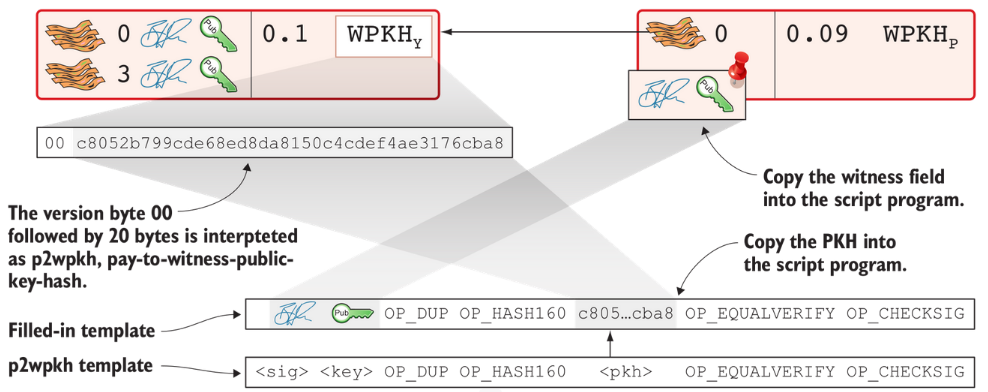 0 Pub 0.1 WPKHY
3 Pub
0 0.09 WPKHP
Pub
00 c8052b799cde68ed8da8150c4cdef4ae3176cba8
Copy the witness field
into the script program.
The version byte 00
followed by 20 bytes is interpteted
as p2wpkh, pay-to-witness-public-
key-hash.
Copy the PKH into
the script program.
Filled-in template
Pub OP_DUP OP_HASH160 c805…cba8 OP_EQUALVERIFY OP_CHECKSIG
p2wpkh template
<sig> <key> OP_DUP OP_HASH160 <pkh> OP_EQUALVERIFY OP_CHECKSIG